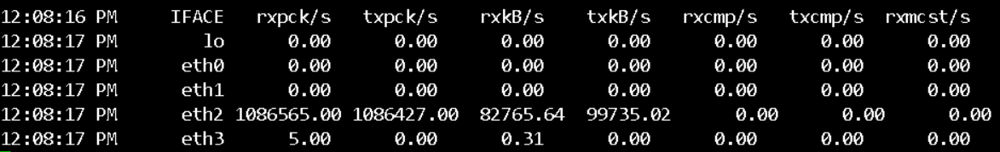 12:08:16 PM     IFACE   rxpck/s   txpck/s    rxkB/s    txkB/s   rxcmp/s   txcmp/s  rxmcst/s
12:08:17 PM        lo      0.00      0.00      0.00      0.00      0.00      0.00      0.00
12:08:17 PM      eth0      0.00      0.00      0.00      0.00      0.00      0.00      0.00
12:08:17 PM      eth1      0.00      0.00      0.00      0.00      0.00      0.00      0.00
12:08:17 PM      eth2 1086565.00 1086427.00  82765.64  99735.02      0.00      0.00      0.00
12:08:17 PM      eth3      5.00      0.00      0.31      0.00      0.00      0.00      0.00